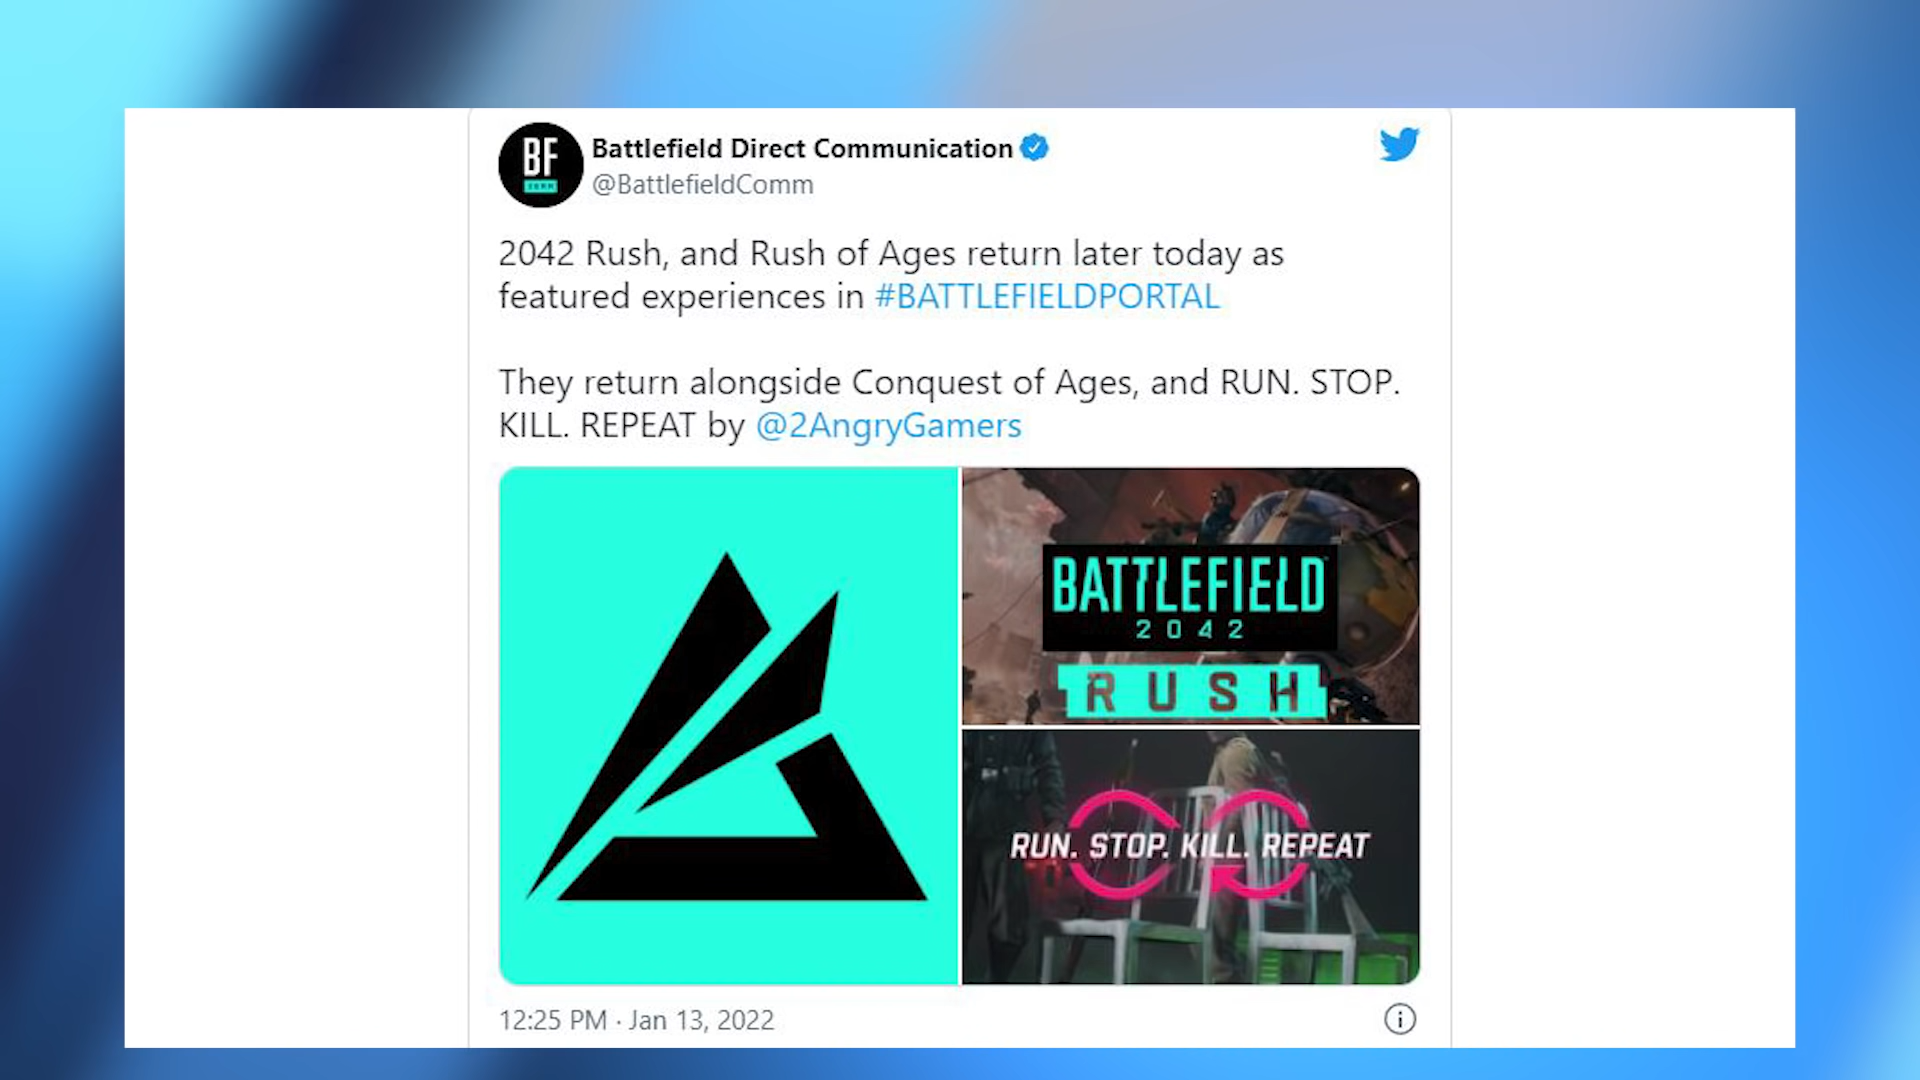 BF
COMM
Battlefield Direct Communication
@BattlefieldComm
2042 Rush, and Rush of Ages return later today as
featured experiences in #BATTLEFIELDPORTAL
They return alongside Conquest of Ages, and RUN. STOP.
KILL. REPEAT by @2AngryGamers
BATTLEFIELD
2042
RUSH
RUN. STOP. KILL. REPEAT
12:25 PM · Jan 13, 2022